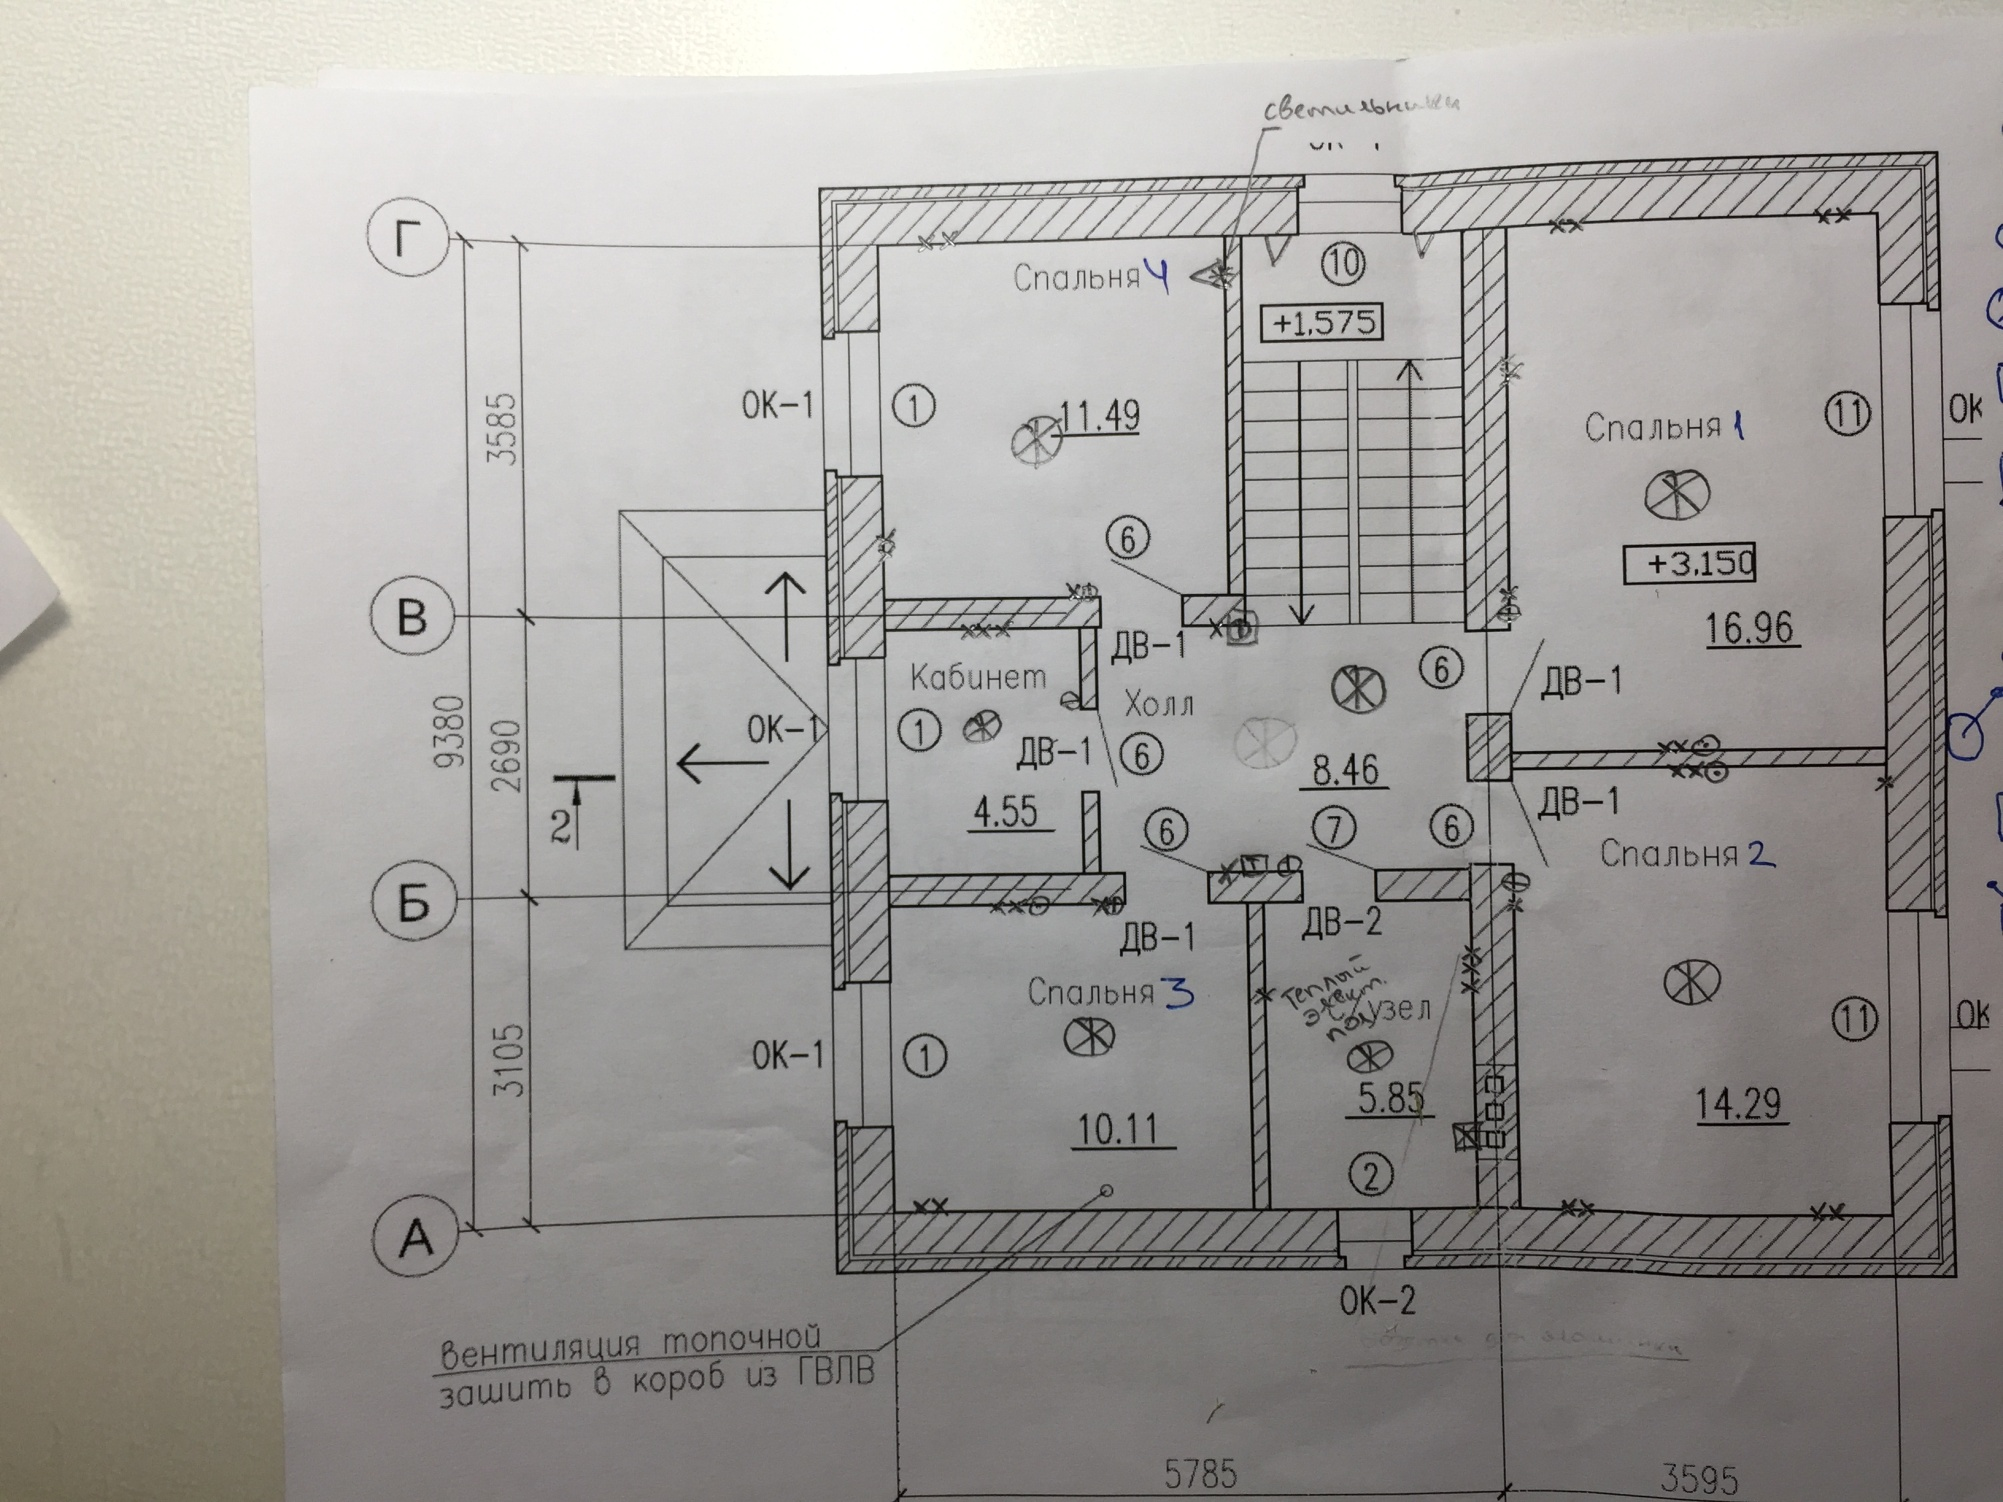 светильники
Г
10
Спальня 4
+1.575
3585
ОК-1
1
11.49
Спальня 1
11
ОК
6
+3.150
В
16.96
ДВ-1
6
ДВ-1
Кабинет
Холл
9380
2690
ОК-1
1
ДВ-1
6
8.46
ДВ-1
2
4.55
6
7
6
Спальня 2
Б
ДВ-1
ДВ-2
Спальня 3
Теплый
элект.
пол
С/узел
3105
ОК-1
1
11
ОК
10.11
5.85
14.29
2
А
ОК-2
вентиляция топочной
зашить в короб из ГВЛВ
5785
3595